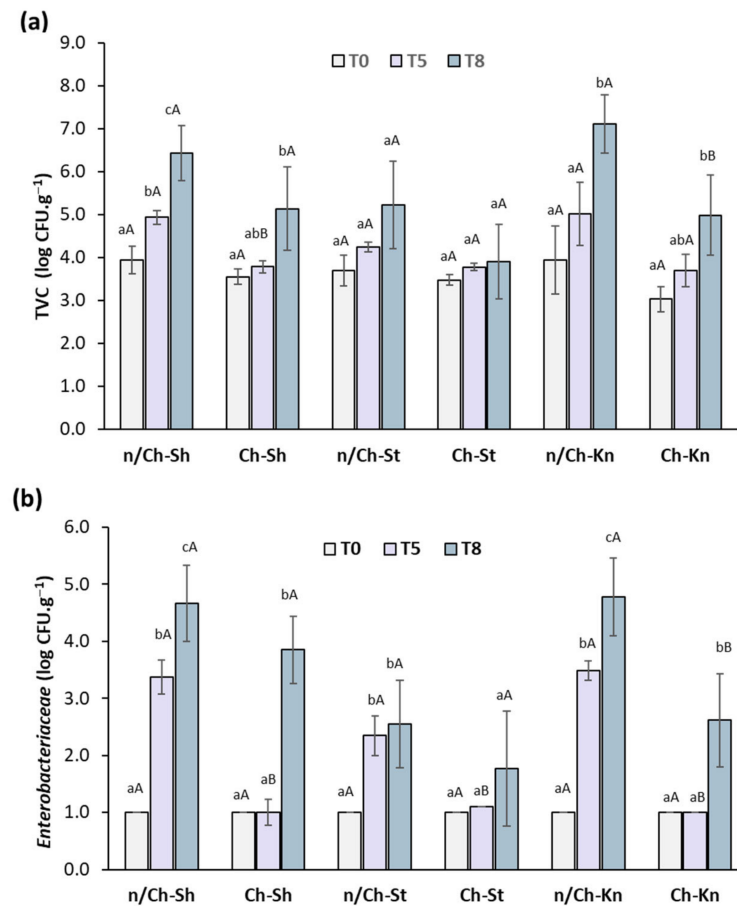 (a)
9.0
T0 T5 T8
8.0
bA
cA
7.0
bA
bB
6.0
aA
aA
bA
aA
5.0
aA
aA
aA
abB
aA
aA
abA
aA
aA
4.0
aA
3.0
2.0
1.0
0.0
TVC (log CFU.g⁻¹)
n/Ch-Sh Ch-Sh n/Ch-St Ch-St n/Ch-Kn Ch-Kn
(b)
6.0
T0 T5 T8
cA
cA
5.0
bA
4.0
bA
bA
bB
bA
3.0
bA
aA
2.0
aA
aA
aB
aA
aA
aB
aA
aA
aB
1.0
0.0
Enterobacteriaceae (log CFU.g⁻¹)
n/Ch-Sh Ch-Sh n/Ch-St Ch-St n/Ch-Kn Ch-Kn